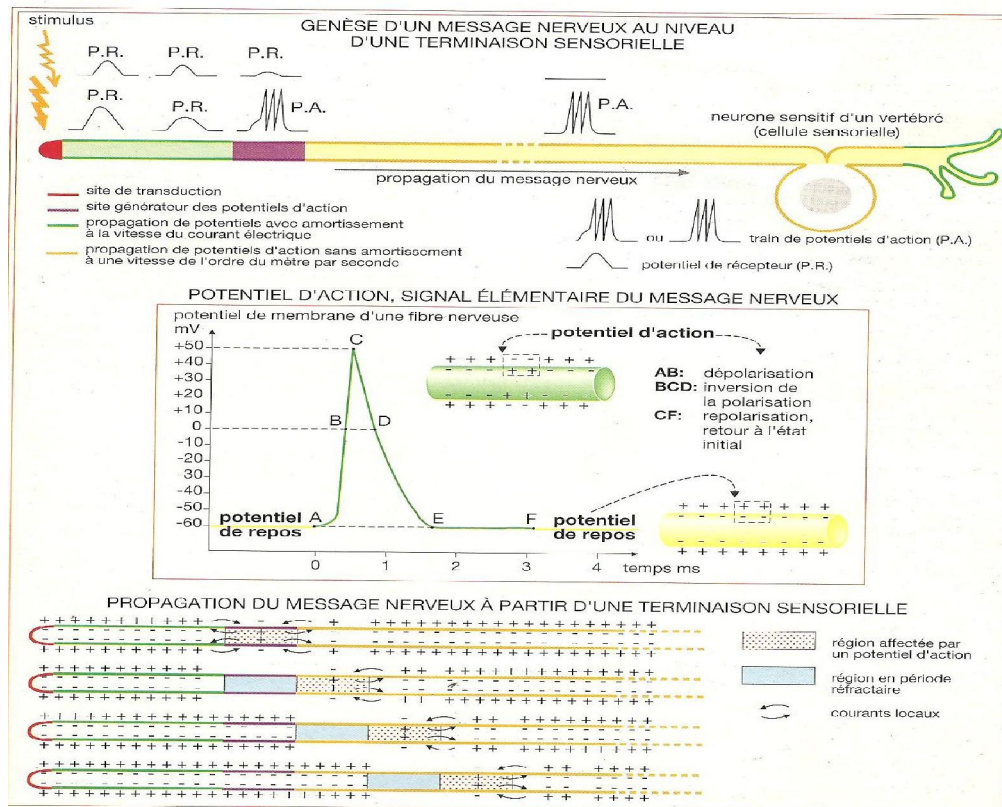 GENÈSE D'UN MESSAGE NERVEUX AU NIVEAU
D'UNE TERMINAISON SENSORIELLE
stimulus
P.R. P.R. P.R.
P.R. P.R. P.A. P.A.
neurone sensitif d'un vertébré
(cellule sensorielle)
propagation du message nerveux
site de transduction
site générateur des potentiels d'action
propagation de potentiels avec amortissement
à la vitesse du courant électrique
propagation de potentiels d'action sans amortissement
à une vitesse de l'ordre du mètre par seconde
ou train de potentiels d'action (P.A.)
potentiel de récepteur (P.R.)
POTENTIEL D'ACTION, SIGNAL ÉLÉMENTAIRE DU MESSAGE NERVEUX
potentiel de membrane d'une fibre nerveuse
mV
+50
+40
+30
+20
+10
0
-10
-20
-30
-40
-50
-60
A B C D E F
potentiel
de repos
0 1 2 3 4 temps ms
potentiel d'action
AB: dépolarisation
BCD: inversion de
la polarisation
CF: repolarisation,
retour à l'état
initial
potentiel
de repos
PROPAGATION DU MESSAGE NERVEUX À PARTIR D'UNE TERMINAISON SENSORIELLE
région affectée par
un potentiel d'action
région en période
réfractaire
courants locaux